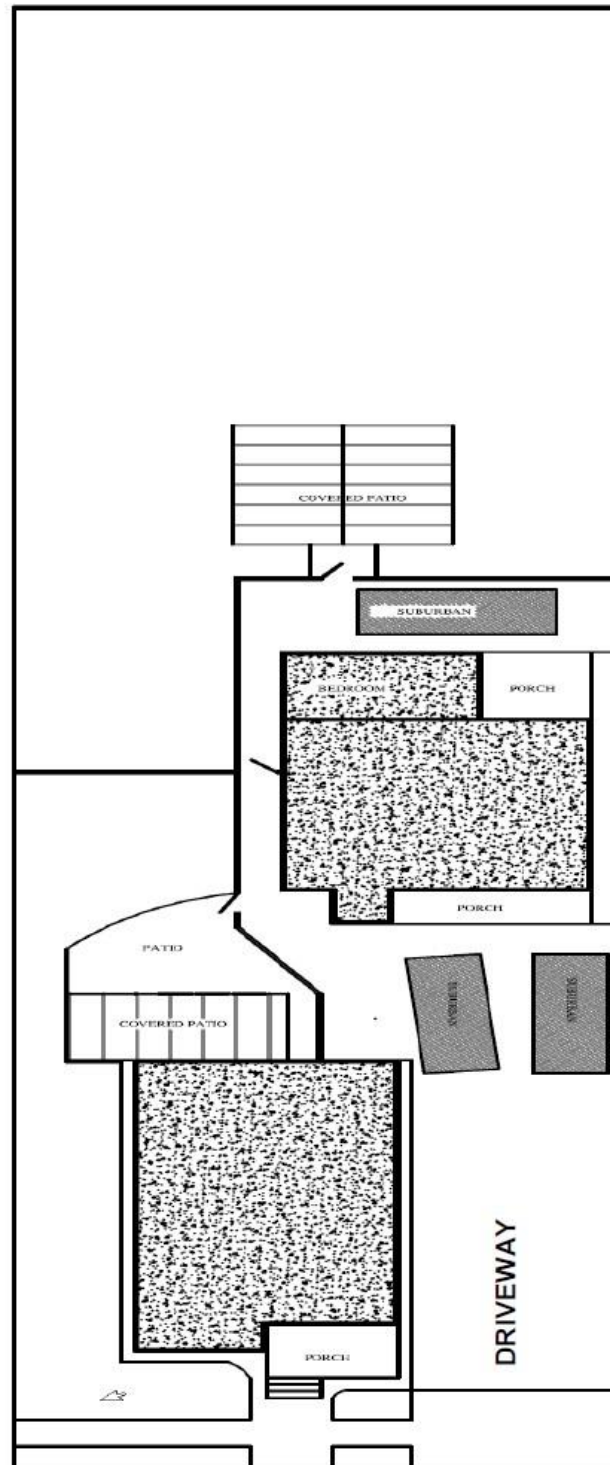 COVERED PATIO
SUBURBAN
BEDROOM
PORCH
PORCH
PATIO
SUBURBAN
SUBURBAN
COVERED PATIO
DRIVEWAY
PORCH